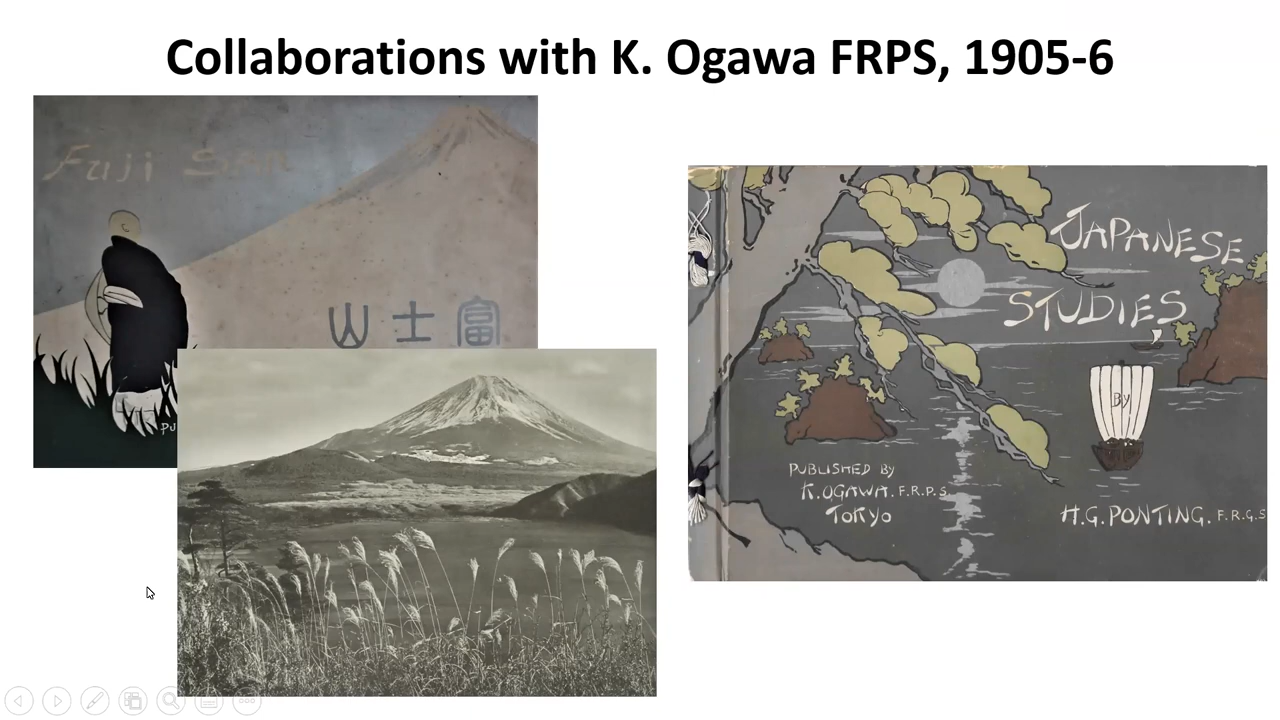 Collaborations with K. Ogawa FRPS, 1905-6
Fuji San
山士富
JAPANESE
STUDIES
BY
PUBLISHED BY
K. OGAWA. F.R.P.S.
TOKYO
H.G. PONTING. F.R.G.S